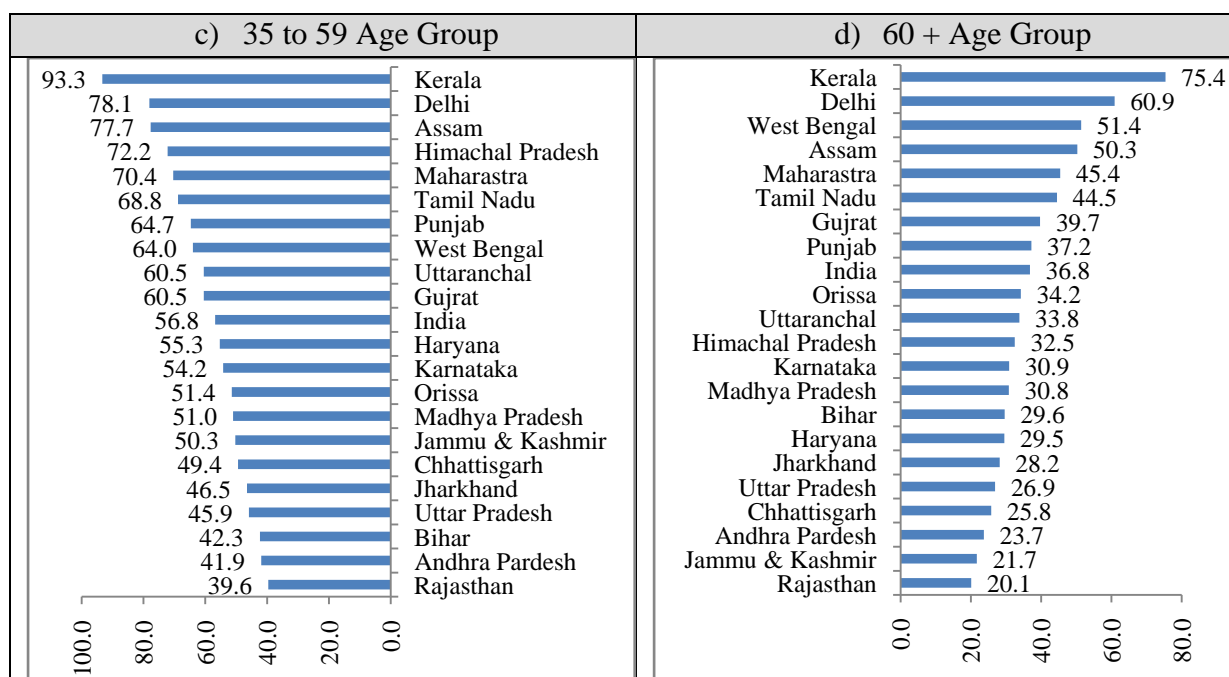 c) 35 to 59 Age Group
93.3 Kerala
78.1 Delhi
77.7 Assam
72.2 Himachal Pradesh
70.4 Maharastra
68.8 Tamil Nadu
64.7 Punjab
64.0 West Bengal
60.5 Uttaranchal
60.5 Gujrat
56.8 India
55.3 Haryana
54.2 Karnataka
51.4 Orissa
51.0 Madhya Pradesh
50.3 Jammu & Kashmir
49.4 Chhattisgarh
46.5 Jharkhand
45.9 Uttar Pradesh
42.3 Bihar
41.9 Andhra Pardesh
39.6 Rajasthan
100.0 80.0 60.0 40.0 20.0 0.0
d) 60 + Age Group
Kerala 75.4
Delhi 60.9
West Bengal 51.4
Assam 50.3
Maharastra 45.4
Tamil Nadu 44.5
Gujrat 39.7
Punjab 37.2
India 36.8
Orissa 34.2
Uttaranchal 33.8
Himachal Pradesh 32.5
Karnataka 30.9
Madhya Pradesh 30.8
Bihar 29.6
Haryana 29.5
Jharkhand 28.2
Uttar Pradesh 26.9
Chhattisgarh 25.8
Andhra Pardesh 23.7
Jammu & Kashmir 21.7
Rajasthan 20.1
0.0 20.0 40.0 60.0 80.0